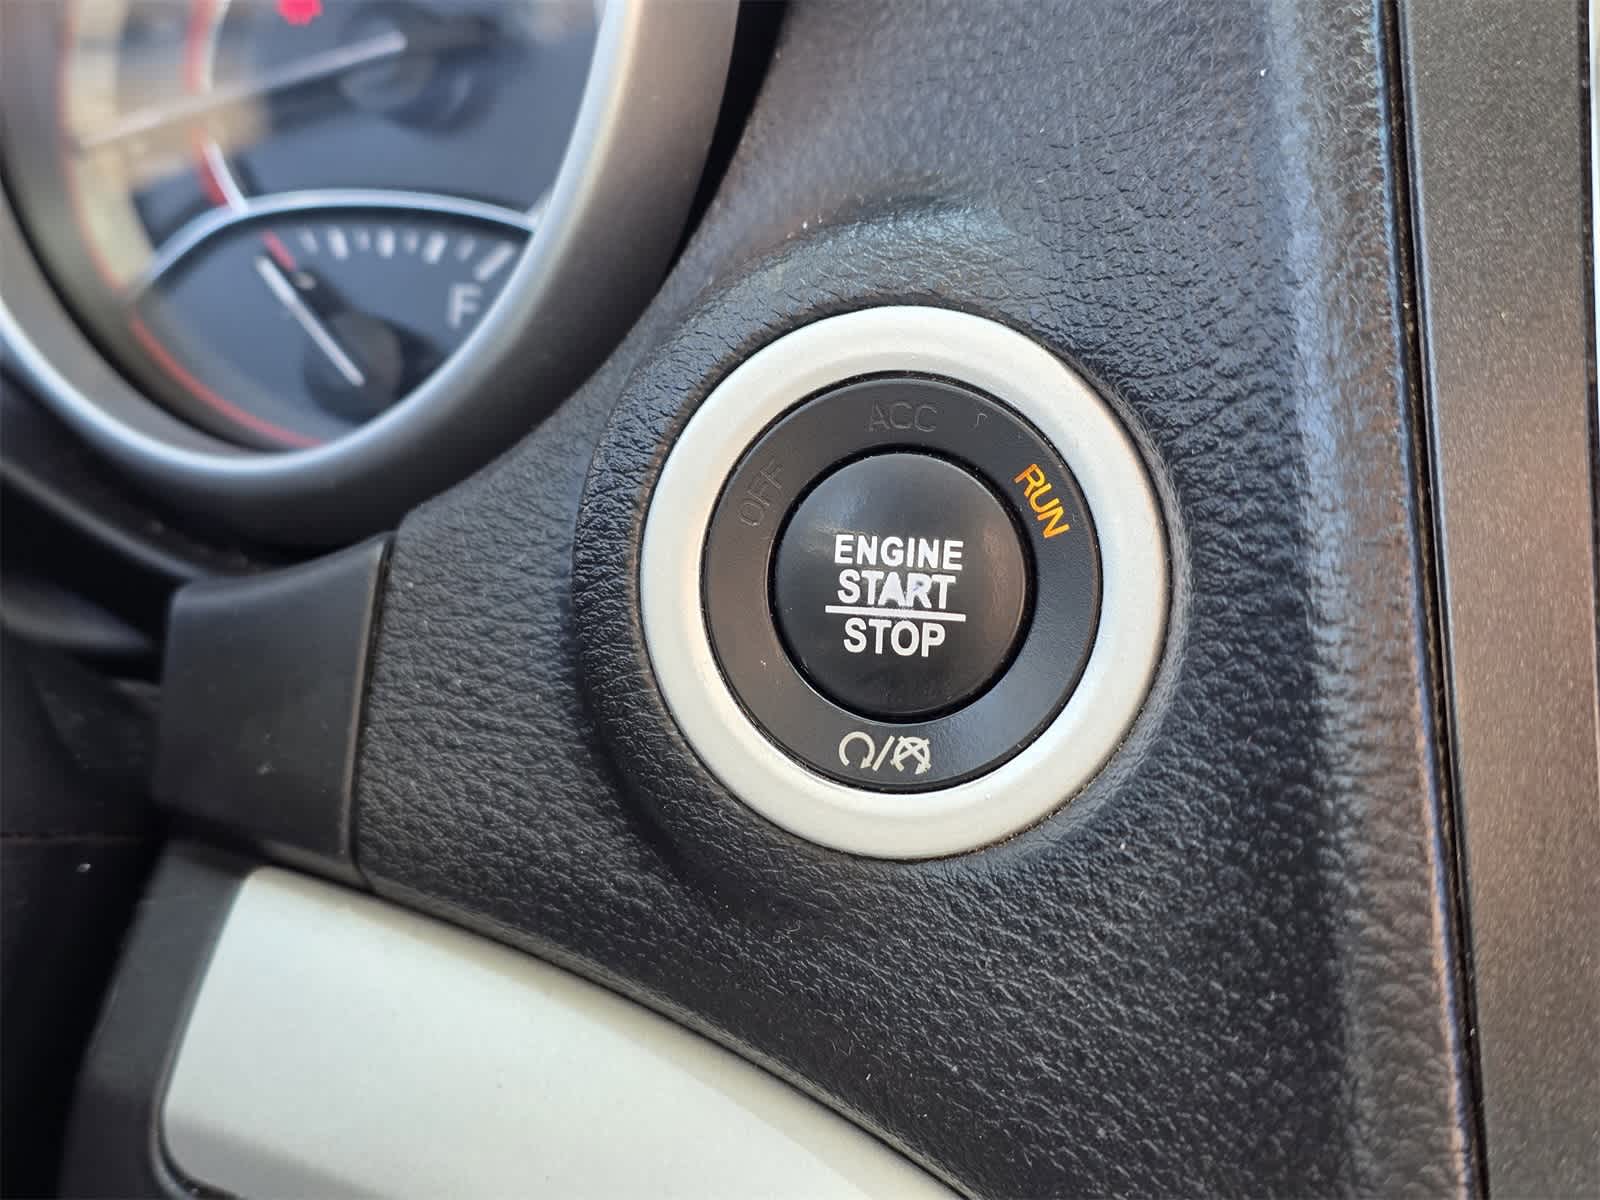 F
ACC
OFF
RUN
ENGINE
START
STOP